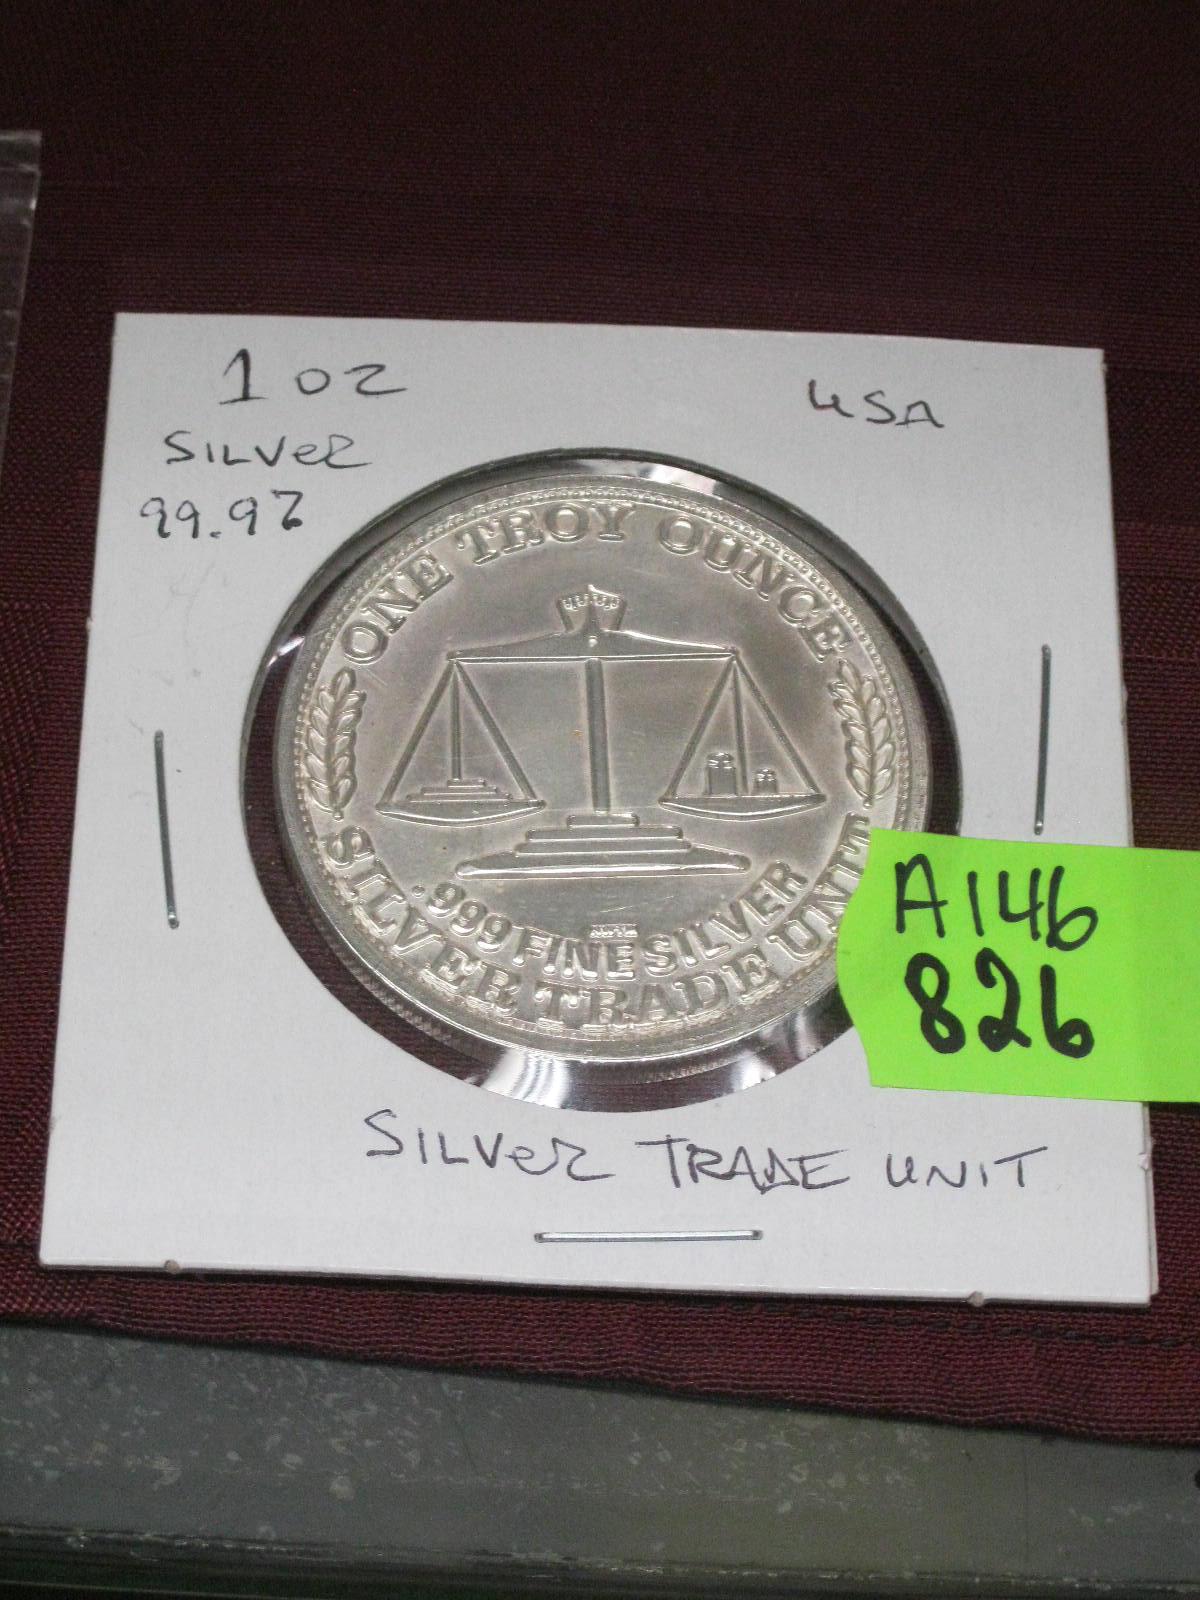 1 oz
USA
SILVER
99.97
ONE TROY OUNCE
.999 FINE SILVER
SILVER TRADE UNIT
A146
826
SILVER TRADE UNIT